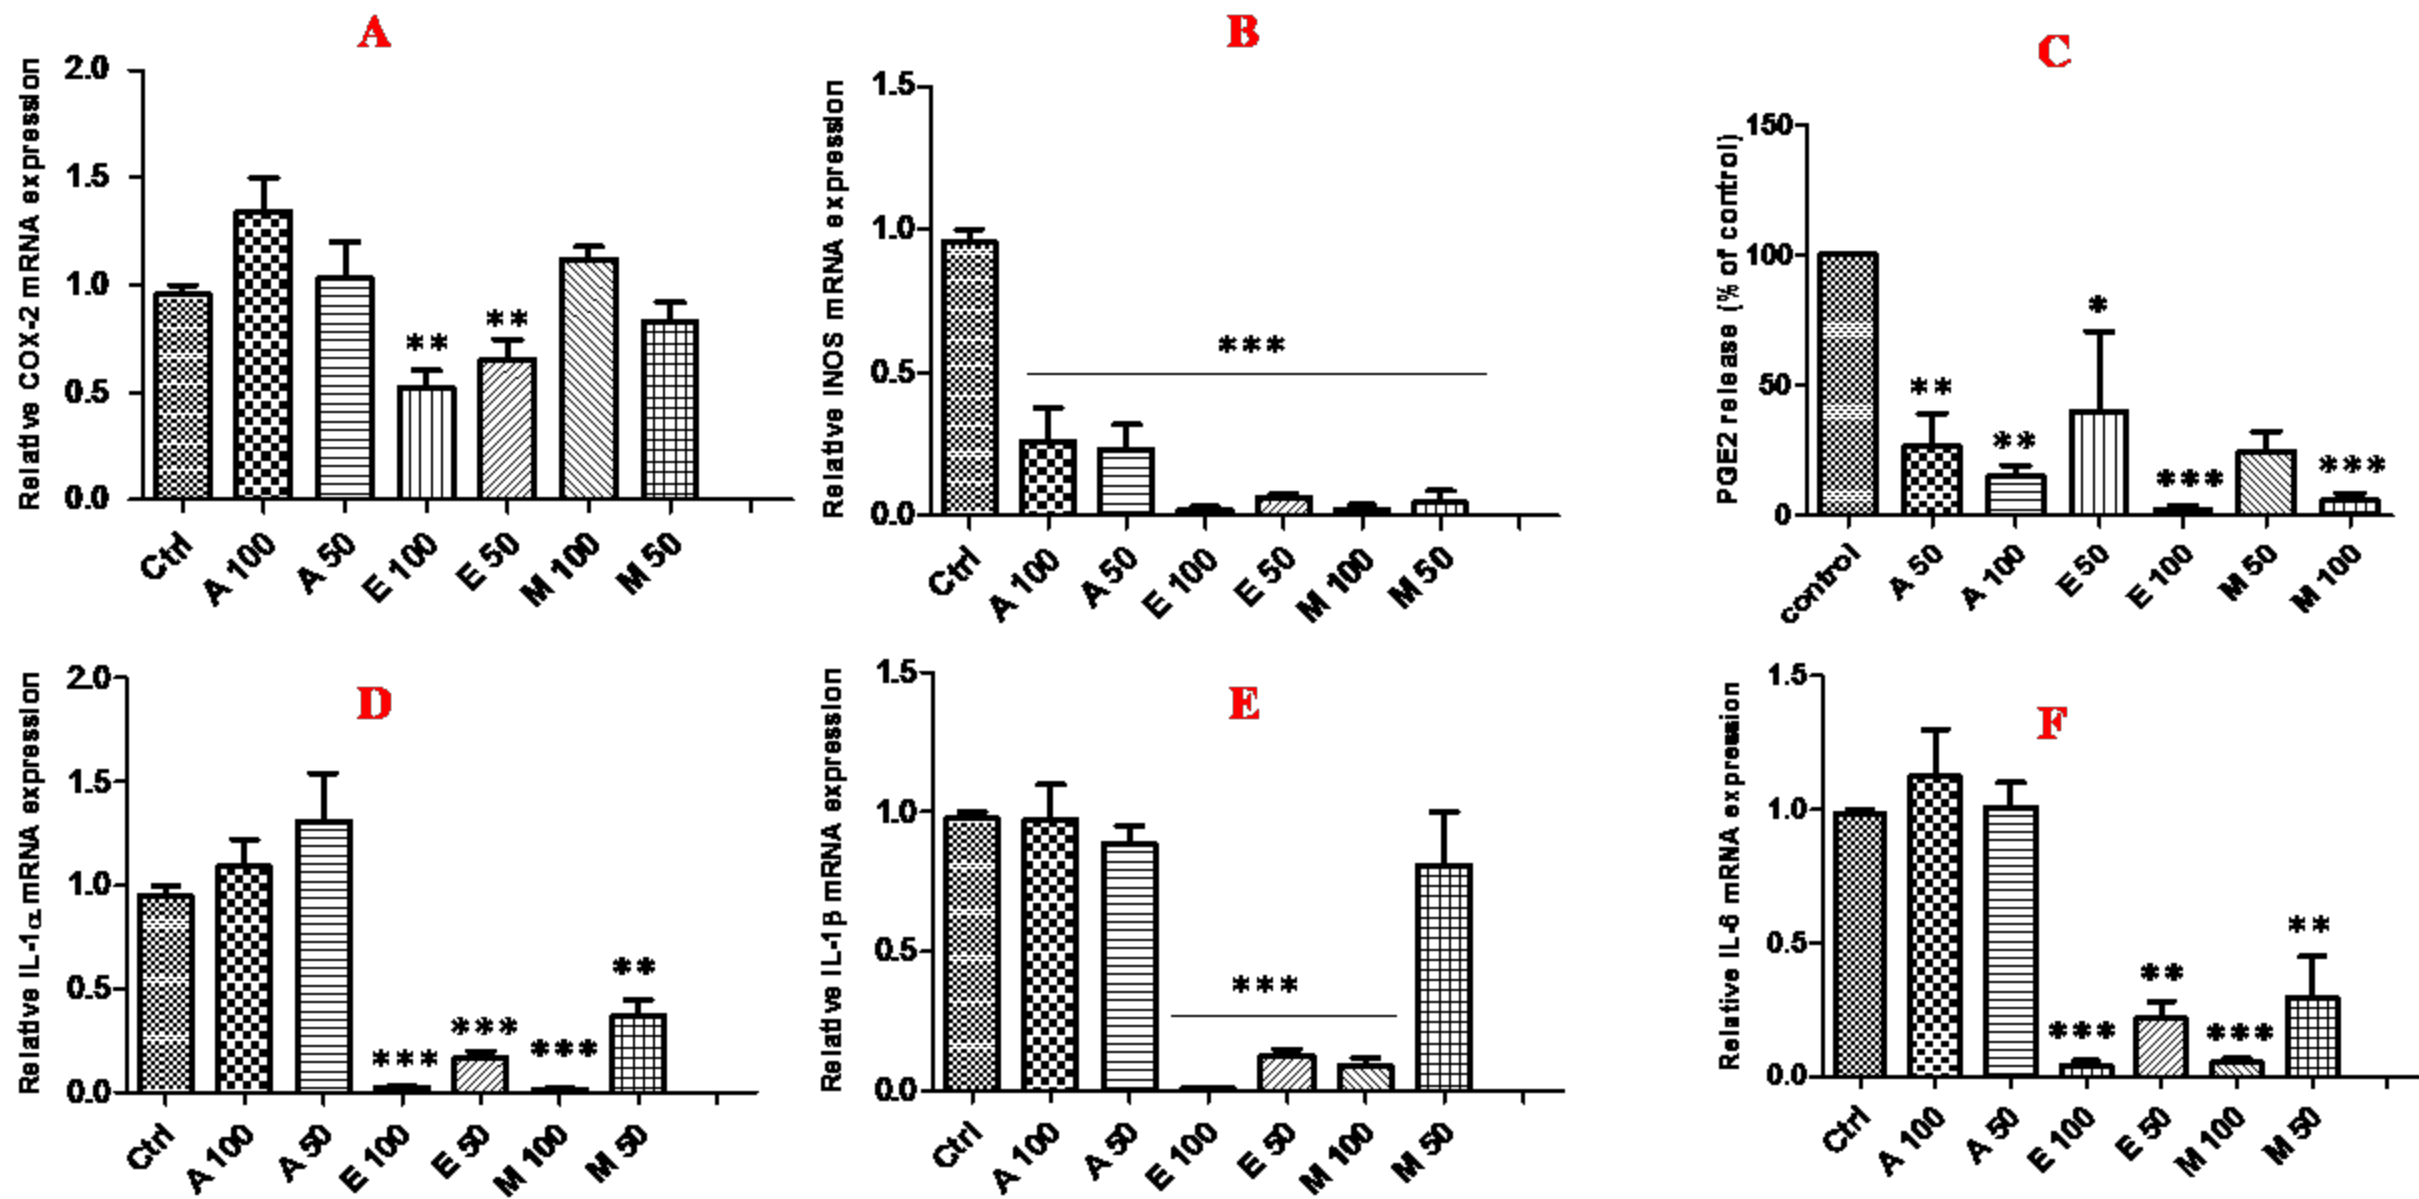 A
Relative COX-2 mRNA expression
2.0
1.5
1.0
0.5
0.0
** **
Ctrl A 100 A 50 E 100 E 50 M 100 M 50
B
Relative INOS mRNA expression
1.5
1.0
0.5
0.0
***
Ctrl A 100 A 50 E 100 E 50 M 100 M 50
C
PGE2 release (% of control)
150
100
50
0
** ** * *** ***
control A 50 A 100 E 50 E 100 M 50 M 100
D
Relative IL-1α mRNA expression
2.0
1.5
1.0
0.5
0.0
*** *** *** **
Ctrl A 100 A 50 E 100 E 50 M 100 M 50
E
Relative IL-1β mRNA expression
1.5
1.0
0.5
0.0
***
Ctrl A 100 A 50 E 100 E 50 M 100 M 50
F
Relative IL-6 mRNA expression
1.5
1.0
0.5
0.0
*** ** *** **
Ctrl A 100 A 50 E 100 E 50 M 100 M 50